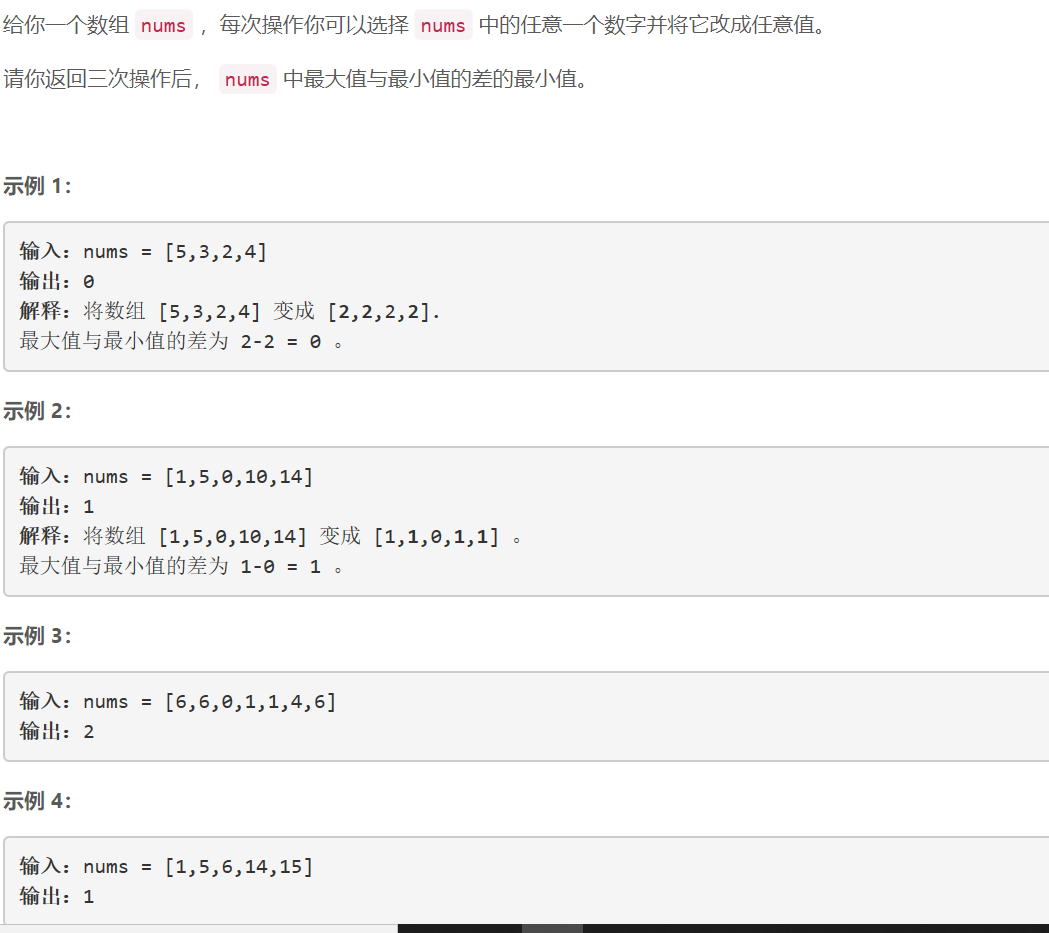 给你一个数组 nums ，每次操作你可以选择 nums 中的任意一个数字并将它改成任意值。
请你返回三次操作后， nums 中最大值与最小值的差的最小值。
示例 1：
输入：nums = [5,3,2,4]
输出：0
解释：将数组 [5,3,2,4] 变成 [2,2,2,2].
最大值与最小值的差为 2-2 = 0 。
示例 2：
输入：nums = [1,5,0,10,14]
输出：1
解释：将数组 [1,5,0,10,14] 变成 [1,1,0,1,1] 。
最大值与最小值的差为 1-0 = 1 。
示例 3：
输入：nums = [6,6,0,1,1,4,6]
输出：2
示例 4：
输入：nums = [1,5,6,14,15]
输出：1